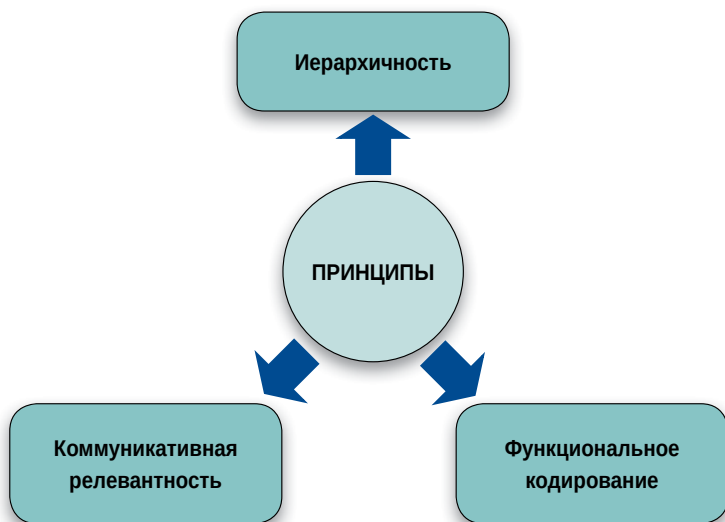 Иерархичность
ПРИНЦИПЫ
Коммуникативная
релевантность
Функциональное
кодирование